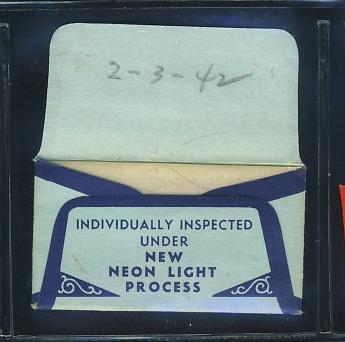 2-3-42
INDIVIDUALLY INSPECTED
UNDER
NEW
NEON LIGHT
PROCESS